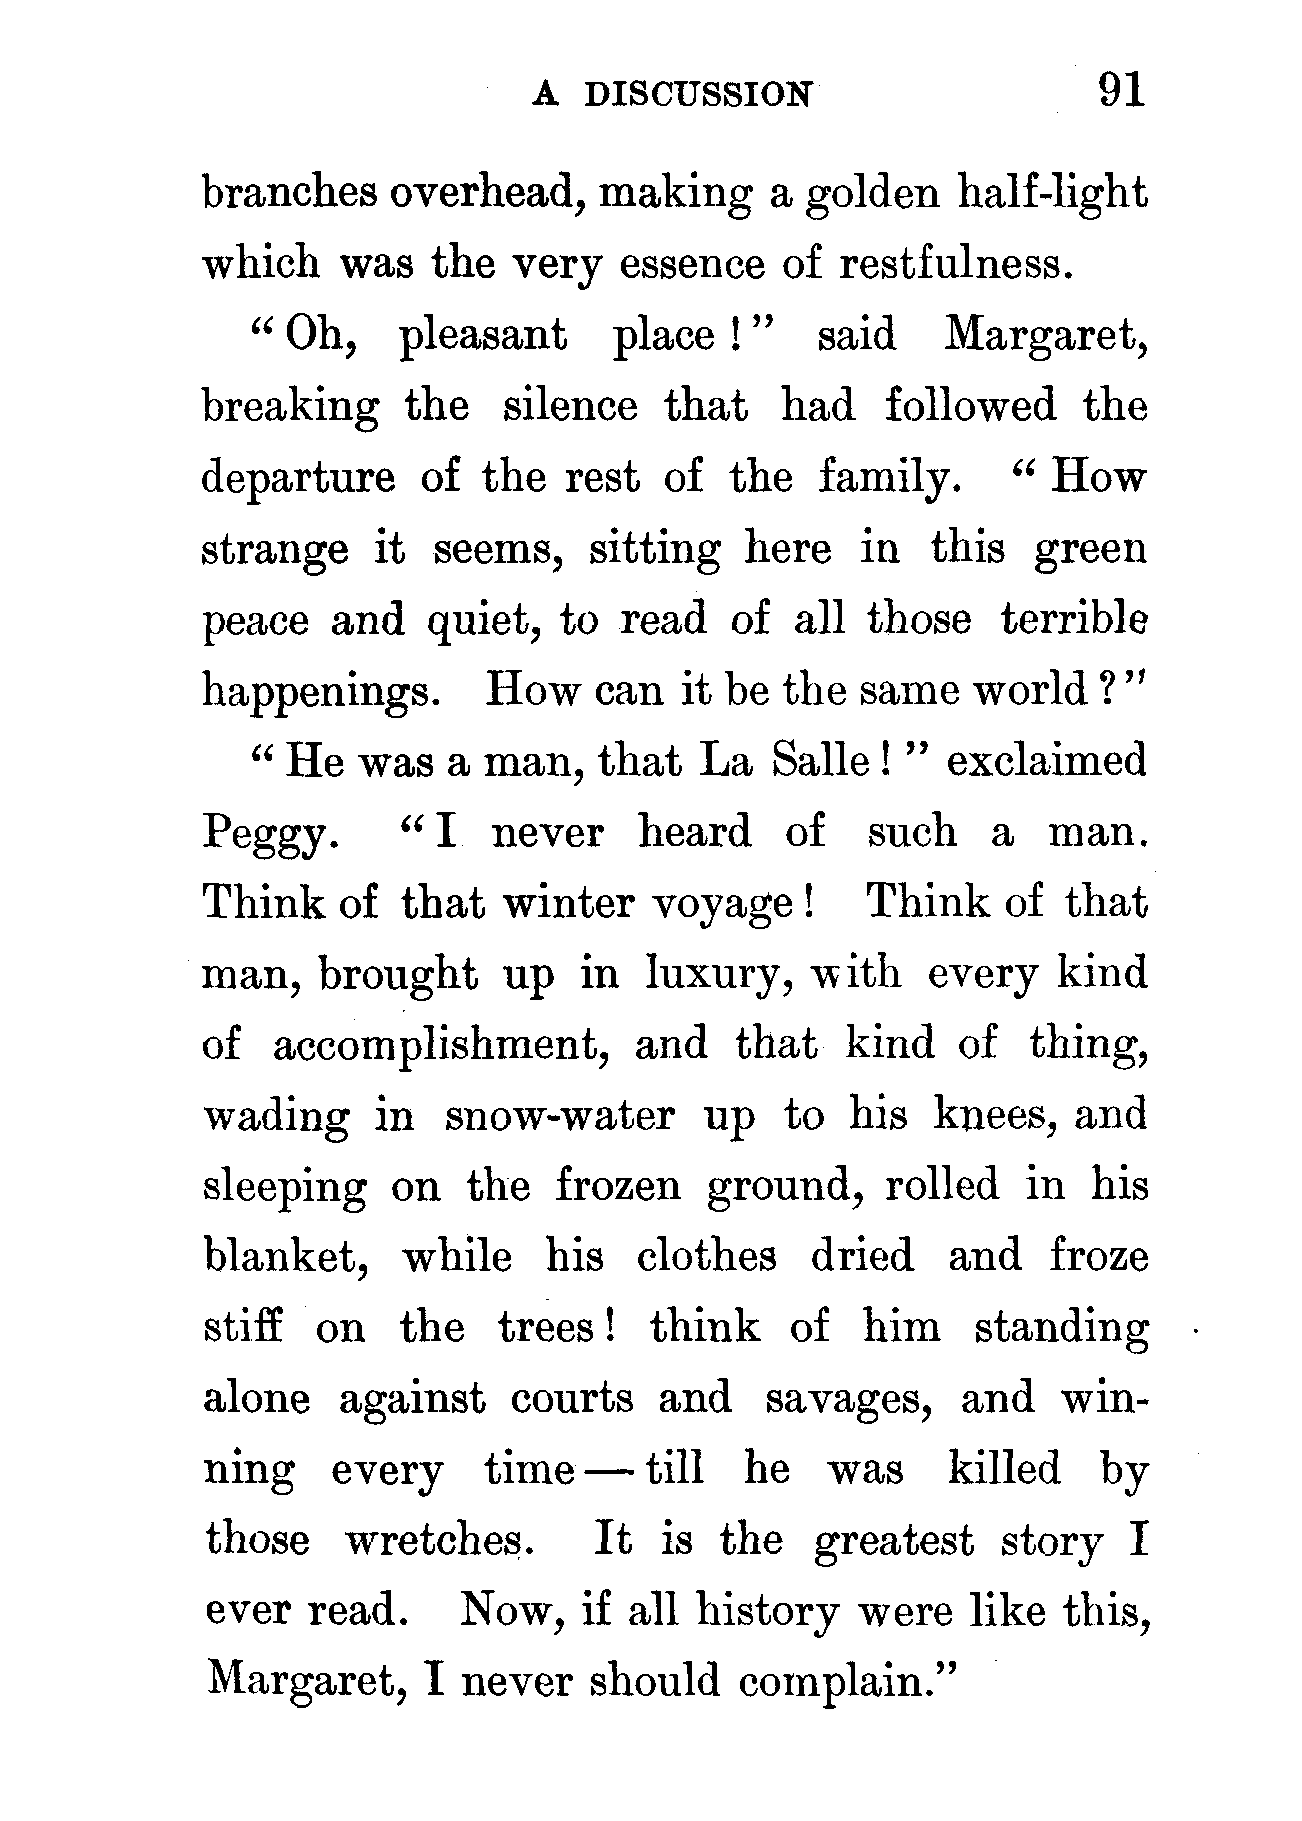 A DISCUSSION 91
branches overhead, making a golden half-light
which was the very essence of restfulness.
“ Oh, pleasant place ! ” said Margaret,
breaking the silence that had followed the
departure of the rest of the family. “ How
strange it seems, sitting here in this green
peace and quiet, to read of all those terrible
happenings. How can it be the same world ? ”
“ He was a man, that La Salle ! ” exclaimed
Peggy. “ I never heard of such a man.
Think of that winter voyage ! Think of that
man, brought up in luxury, with every kind
of accomplishment, and that kind of thing,
wading in snow-water up to his knees, and
sleeping on the frozen ground, rolled in his
blanket, while his clothes dried and froze
stiff on the trees ! think of him standing
alone against courts and savages, and win-
ning every time — till he was killed by
those wretches. It is the greatest story I
ever read. Now, if all history were like this,
Margaret, I never should complain.”